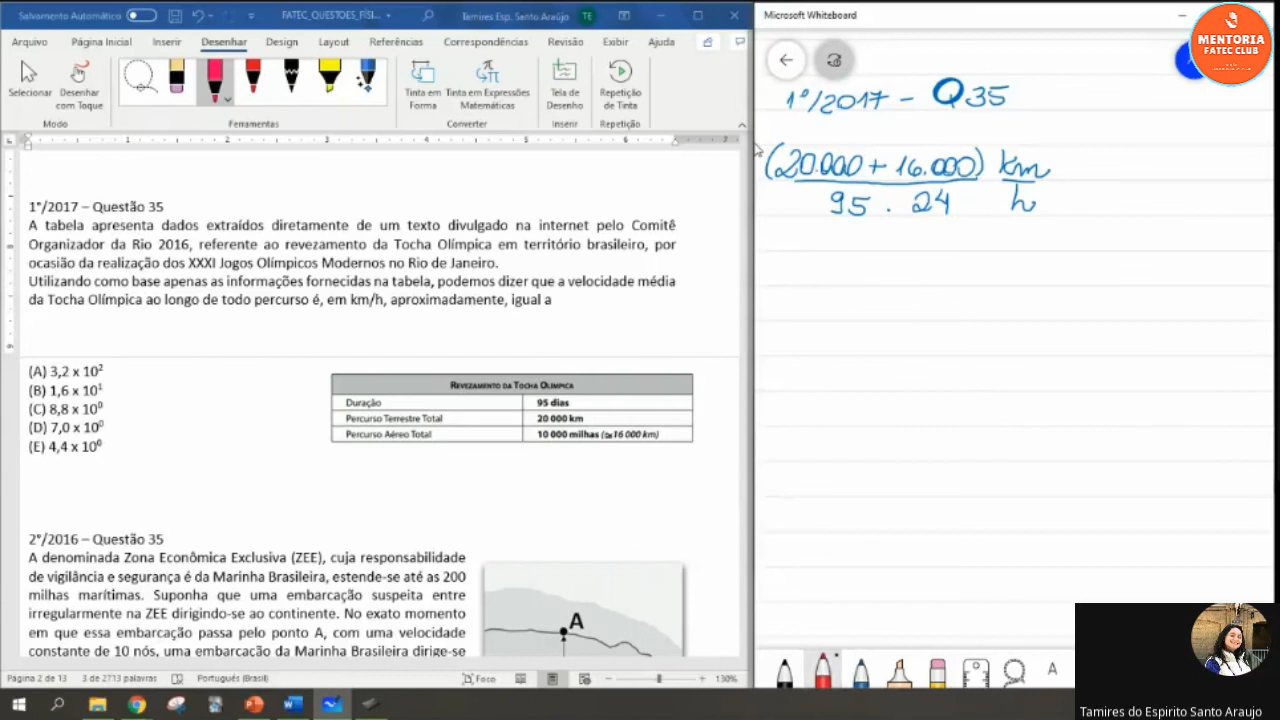 Salvamento Automático
FATEC_QUESTOES_FÍSI...
Tamires Esp. Santo Araújo
TE
Arquivo
Página Inicial
Inserir
Desenhar
Design
Layout
Referências
Correspondências
Revisão
Exibir
Ajuda
Selecionar
Desenhar com Toque
Tinta em Forma
Tinta em Expressões Matemáticas
Tela de Desenho
Repetição de Tinta
Modo
Ferramentas
Converter
Inserir
Repetição
1 2 3 4 5 6 7
1°/2017 – Questão 35
A tabela apresenta dados extraídos diretamente de um texto divulgado na internet pelo Comitê
Organizador da Rio 2016, referente ao revezamento da Tocha Olímpica em território brasileiro, por
ocasião da realização dos XXXI Jogos Olímpicos Modernos no Rio de Janeiro.
Utilizando como base apenas as informações fornecidas na tabela, podemos dizer que a velocidade média
da Tocha Olímpica ao longo de todo percurso é, em km/h, aproximadamente, igual a
(A) 3,2 x 10²
(B) 1,6 x 10¹
(C) 8,8 x 10⁰
(D) 7,0 x 10⁰
(E) 4,4 x 10⁰
REVEZAMENTO DA TOCHA OLÍMPICA
Duração 95 dias
Percurso Terrestre Total 20 000 km
Percurso Aéreo Total 10 000 milhas (≅16 000 km)
2°/2016 – Questão 35
A denominada Zona Econômica Exclusiva (ZEE), cuja responsabilidade
de vigilância e segurança é da Marinha Brasileira, estende-se até as 200
milhas marítimas. Suponha que uma embarcação suspeita entre
irregularmente na ZEE dirigindo-se ao continente. No exato momento
em que essa embarcação passa pelo ponto A, com uma velocidade
constante de 10 nós, uma embarcação da Marinha Brasileira dirige-se
A
Página 2 de 13
3 de 2713 palavras
Português (Brasil)
Foco
130%
Microsoft Whiteboard
MENTORIA
FATEC CLUB
1º/2017 - Q35
(20.000 + 16.000) km
95 . 24 h
A
Tamires do Espirito Santo Araujo